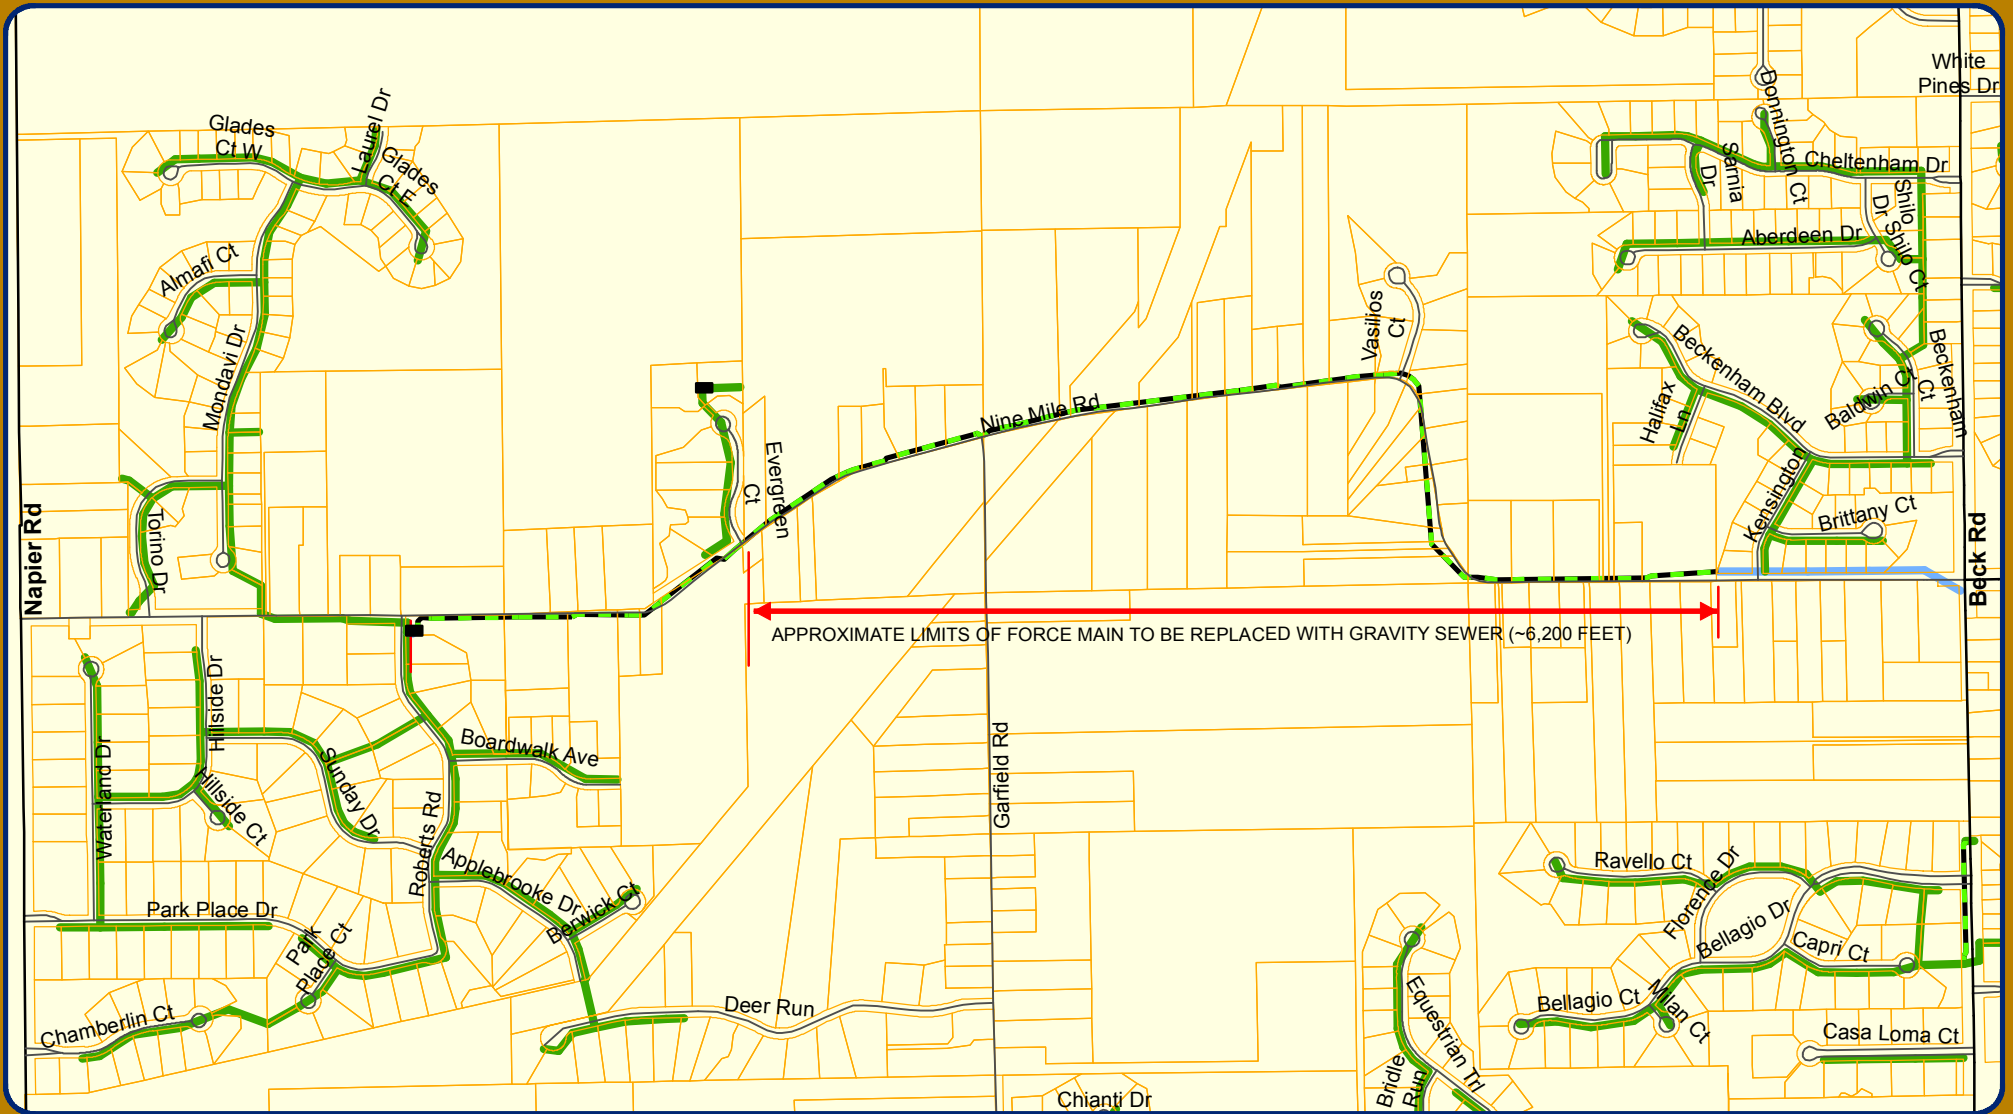 White
Pines Dr
Glades
Ct W
Laurel Dr
Glades
Ct E
Donnington Ct
Sarnia
Dr
Cheltenham Dr
Shilo
Dr
Almafi Ct
Aberdeen Dr
Shilo Ct
Vasilios
Ct
Mondavi Dr
Beckenham Blvd
Beckenham
Ct
Baldwin Ct
Halifax
Ln
Nine Mile Rd
Evergreen
Ct
Kensington
Brittany Ct
Napier Rd
Torino Dr
Beck Rd
APPROXIMATE LIMITS OF FORCE MAIN TO BE REPLACED WITH GRAVITY SEWER (~6,200 FEET)
Hillside Dr
Waterland Dr
Boardwalk Ave
Garfield Rd
Sunday Dr
Hillside Ct
Roberts Rd
Applebrooke Dr
Berwick Ct
Ravello Ct
Florence Dr
Park Place Dr
Park
Place Ct
Bellagio Dr
Capri Ct
Chamberlin Ct
Deer Run
Equestrian Trl
Bellagio Ct
Milan Ct
Casa Loma Ct
Bridle
Run
Chianti Dr